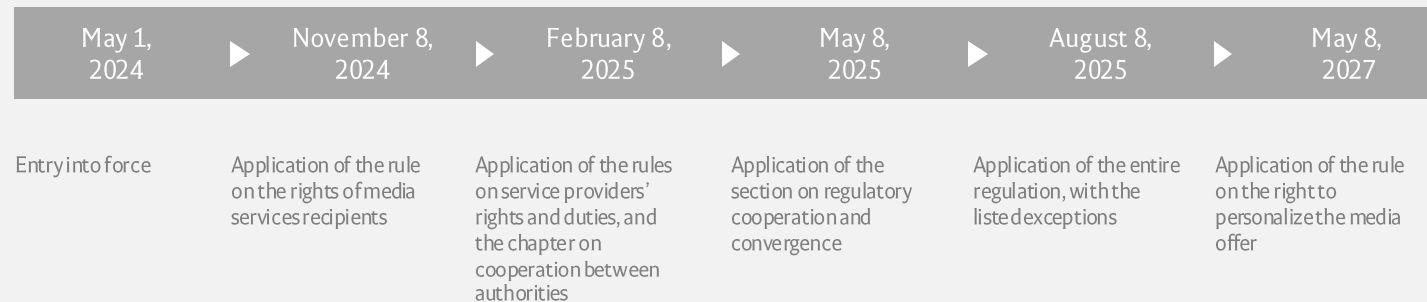 May 1,
2024
November 8,
2024
February 8,
2025
May 8,
2025
August 8,
2025
May 8,
2027
Entry into force
Application of the rule
on the rights of media
services recipients
Application of the rules
on service providers'
rights and duties, and
the chapter on
cooperation between
authorities
Application of the
section on regulatory
cooperation and
convergence
Application of the entire
regulation, with the
listed exceptions
Application of the rule
on the right to
personalize the media
offer